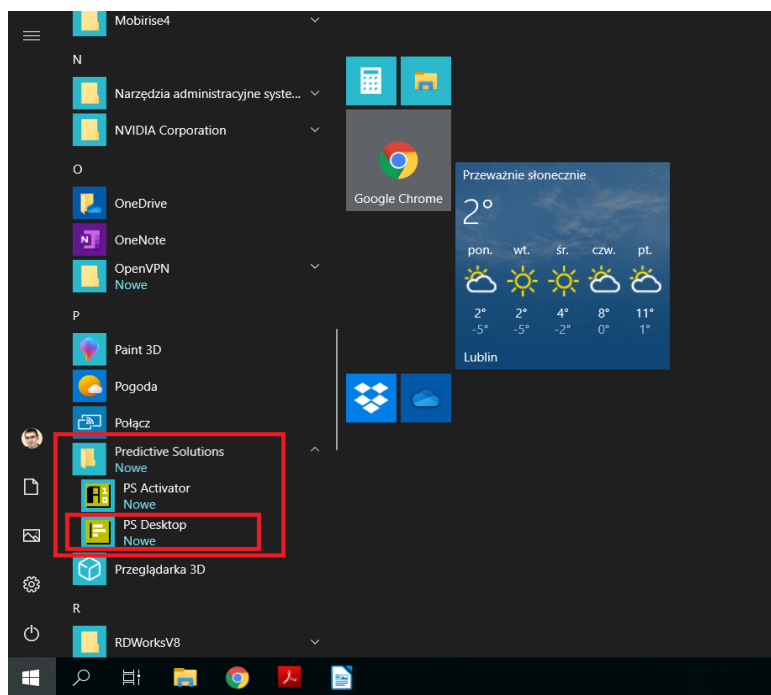 Mobirise4
N
Narzędzia administracyjne syste...
NVIDIA Corporation
O
OneDrive
OneNote
OpenVPN
Nowe
P
Paint 3D
Pogoda
Połącz
Predictive Solutions
Nowe
PS Activator
Nowe
PS Desktop
Nowe
Przeglądarka 3D
R
RDWorksV8
Google Chrome
Przeważnie słonecznie
2°
pon. wt. śr. czw. pt.
2° 2° 4° 8° 11°
-5° -5° -2° 0° 1°
Lublin